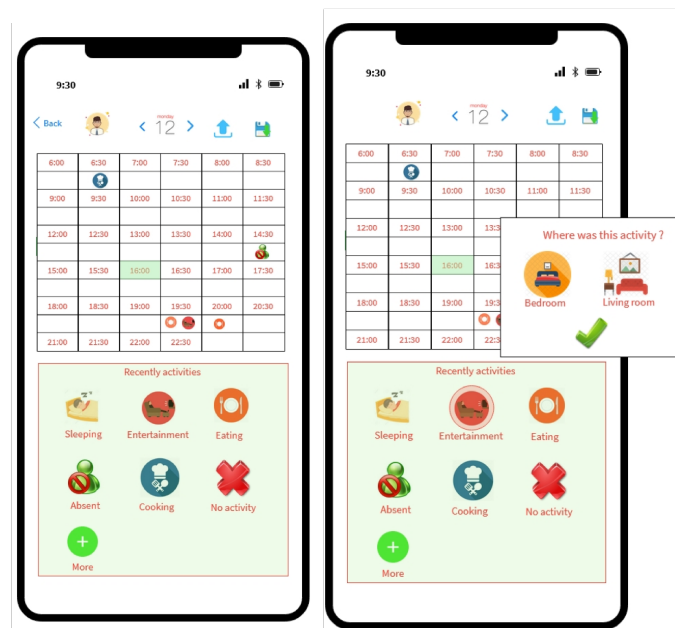 9:30
Back
monday
12
6:00 6:30 7:00 7:30 8:00 8:30
9:00 9:30 10:00 10:30 11:00 11:30
12:00 12:30 13:00 13:30 14:00 14:30
15:00 15:30 16:00 16:30 17:00 17:30
18:00 18:30 19:00 19:30 20:00 20:30
21:00 21:30 22:00 22:30
Recently activities
Sleeping Entertainment Eating
Absent Cooking No activity
More
9:30
monday
12
6:00 6:30 7:00 7:30 8:00 8:30
9:00 9:30 10:00 10:30 11:00 11:30
12:00 12:30 13:00 13:3
15:00 15:30 16:00 16:3
18:00 18:30 19:00 19:3
21:00 21:30 22:00 22:3
Where was this activity ?
Bedroom Living room
Recently activities
Sleeping Entertainment Eating
Absent Cooking No activity
More